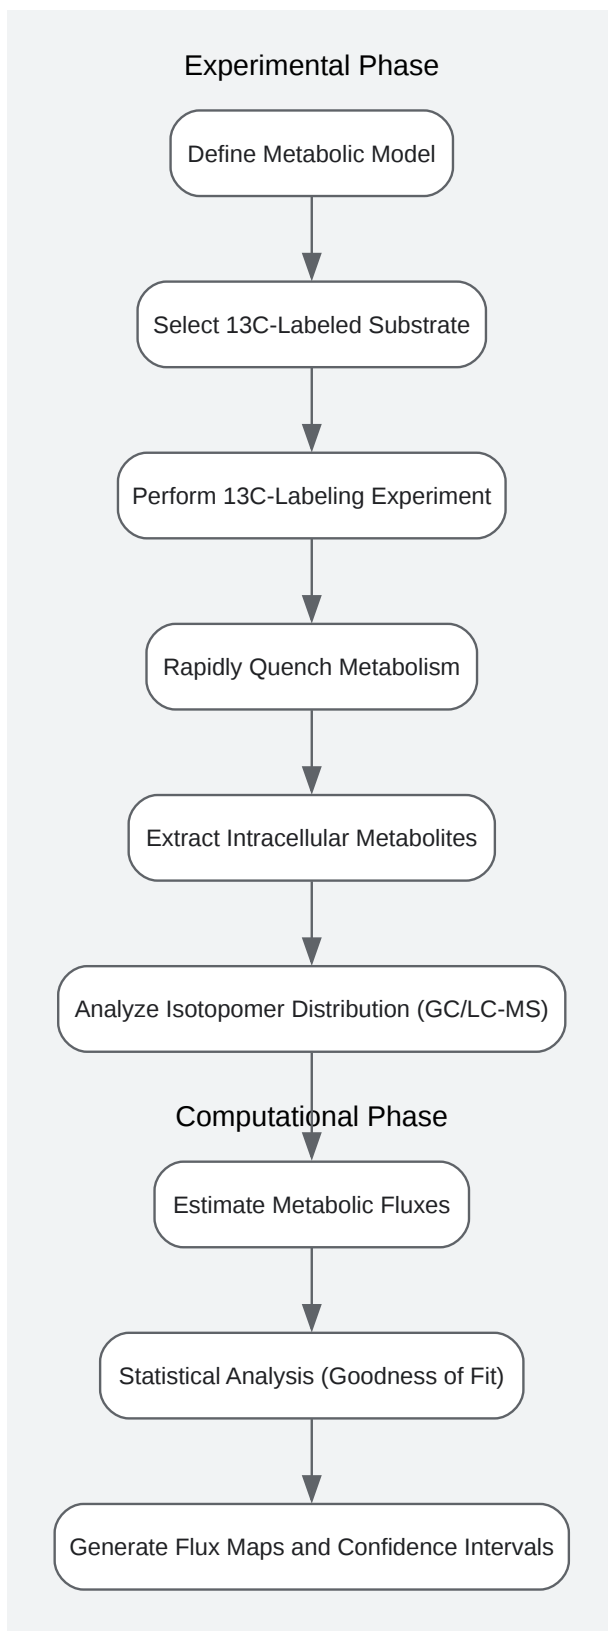 Experimental Phase
Define Metabolic Model
Select 13C-Labeled Substrate
Perform 13C-Labeling Experiment
Rapidly Quench Metabolism
Extract Intracellular Metabolites
Analyze Isotopomer Distribution (GC/LC-MS)
Computational Phase
Estimate Metabolic Fluxes
Statistical Analysis (Goodness of Fit)
Generate Flux Maps and Confidence Intervals